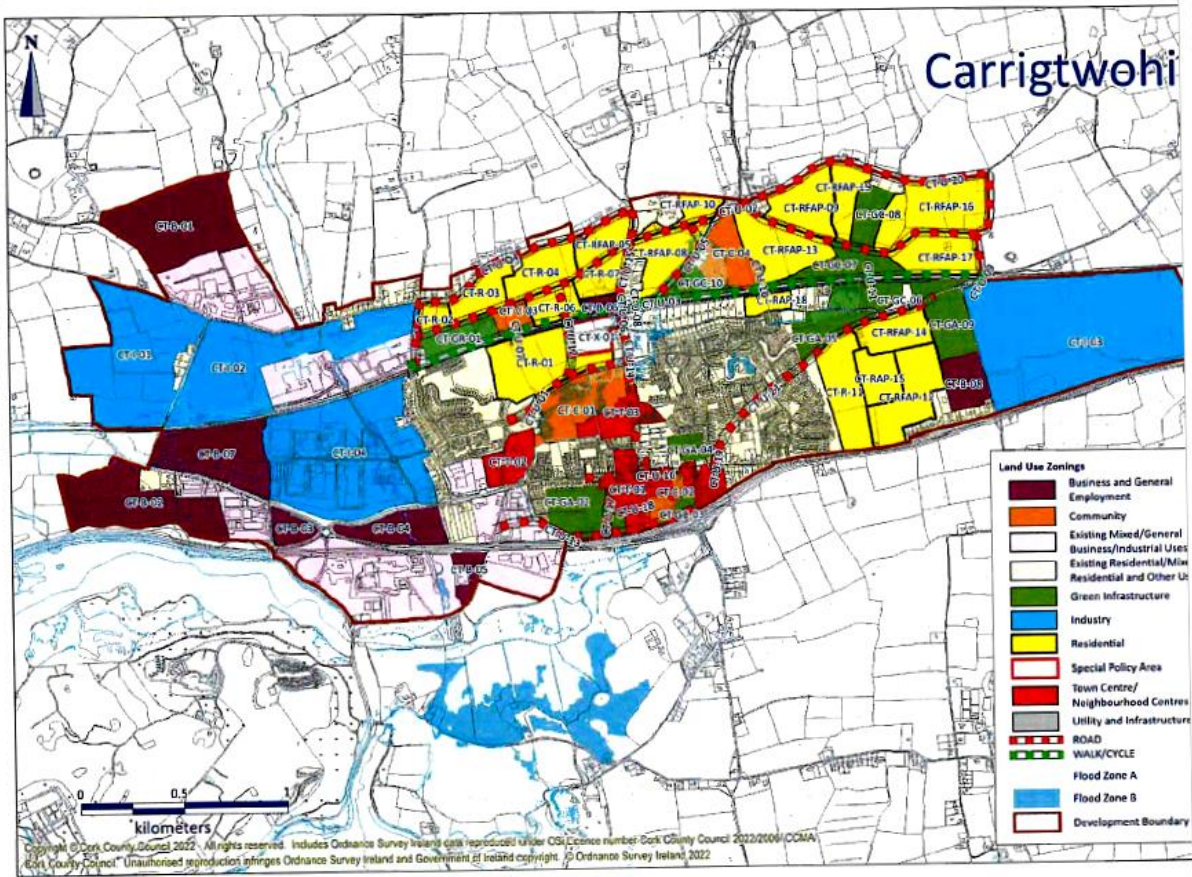 N
Carrigtwohi
CT-B-01
CT-RFAP-10
CT-RFAP-15
CT-U-10
CT-RFAP-09
CT-GC-08
CT-RFAP-16
CT-RFAP-05
CT-RFAP-08
CT-C-04
CT-RFAP-13
CT-RFAP-17
CT-R-04
CT-R-03
CT-R-07
CT-GC-10
CT-R-02
CT-R-06
CT-RAP-18
CT-GC-06
CT-GR-01
CT-X-01
CT-RFAP-14
CT-GA-09
CT-I-01
CT-I-02
CT-R-01
CT-I-03
CT-GA-05
CT-RAP-15
CT-B-08
CT-C-01
CT-T-03
CT-B-07
CT-I-04
CT-T-02
CT-GA-04
CT-B-02
CT-B-03
CT-B-04
CT-T-01
CT-B-05
Land Use Zonings
Business and General
Employment
Community
Existing Mixed/General
Business/Industrial Uses
Existing Residential/Mixe
Residential and Other Us
Green Infrastructure
Industry
Residential
Special Policy Area
Town Centre/
Neighbourhood Centres
Utility and Infrastructure
ROAD
WALK/CYCLE
Flood Zone A
Flood Zone B
Development Boundary
0 0.5 1
kilometers
Copyright © Cork County Council 2022. All rights reserved. Includes Ordnance Survey Ireland data reproduced under OSi Licence number Cork County Council 2022/2006/CCMA/
Cork County Council. Unauthorised reproduction infringes Ordnance Survey Ireland and Government of Ireland copyright. © Ordnance Survey Ireland 2022